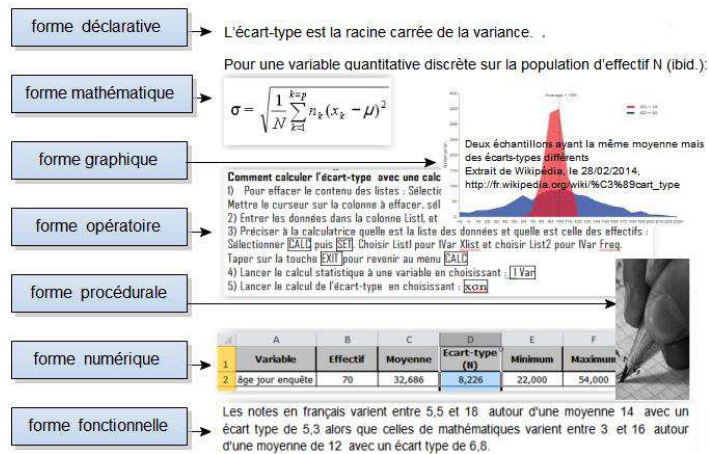 forme déclarative
L'écart-type est la racine carrée de la variance. .
Pour une variable quantitative discrète sur la population d'effectif N (ibid.):
forme mathématique
σ = √(1/N ∑ₖ₌₁ᵏ⁼ᵖ nₖ(xₖ − μ)²)
forme graphique
Average = 100
Deux échantillons ayant la même moyenne mais
des écarts-types différents
Extrait de Wikipédia, le 28/02/2014,
http://fr.wikipedia.org/wiki/%C3%89cart_type
Comment calculer l'écart-type avec une calc
1) Pour effacer le contenu des listes : Sélectio
Mettre le curseur sur la colonne à effacer, sél
2) Entrer les données dans la colonne List1, et
forme opératoire
3) Préciser à la calculatrice quelle est la liste des données et quelle est celle des effectifs :
Sélectionner CALC puis SET. Choisir List1 pour 1Var Xlist et choisir List2 pour 1Var Freq.
Taper sur la touche EXIT pour revenir au menu CALC
4) Lancer le calcul statistique à une variable en choisissant : 1 Var
5) Lancer le calcul de l'écart-type en choisissant : xσn
forme procédurale
forme numérique
A B C D E F
1 Variable Effectif Moyenne Ecart-type (N) Minimum Maximum
2 âge jour enquête 70 32,686 8,226 22,000 54,000
forme fonctionnelle
Les notes en français varient entre 5,5 et 18 autour d'une moyenne 14 avec un
écart type de 5,3 alors que celles de mathématiques varient entre 3 et 16 autour
d'une moyenne de 12 avec un écart type de 6,8.